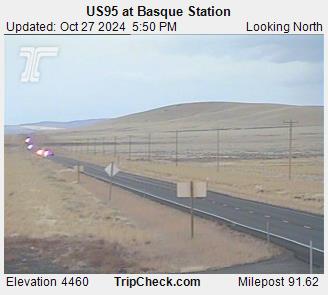 US95 at Basque Station
Updated: Oct 27 2024 5:50 PM Looking North
Elevation 4460 TripCheck.com Milepost 91.62